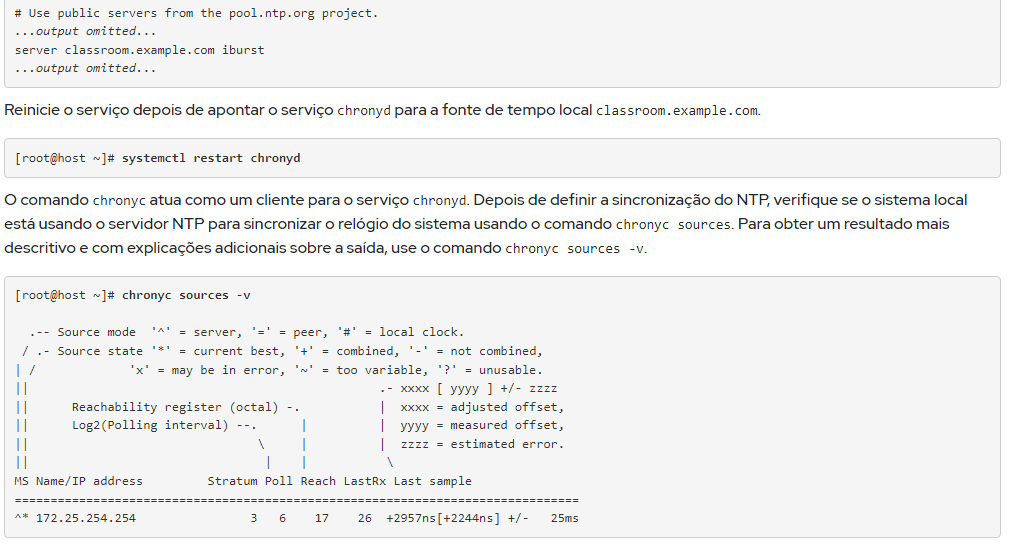 # Use public servers from the pool.ntp.org project.
...output omitted...
server classroom.example.com iburst
...output omitted...
Reinicie o serviço depois de apontar o serviço chronyd para a fonte de tempo local classroom.example.com.
[root@host ~]# systemctl restart chronyd
O comando chronyc atua como um cliente para o serviço chronyd. Depois de definir a sincronização do NTP, verifique se o sistema local
está usando o servidor NTP para sincronizar o relógio do sistema usando o comando chronyc sources. Para obter um resultado mais
descritivo e com explicações adicionais sobre a saída, use o comando chronyc sources -v.
[root@host ~]# chronyc sources -v
  .-- Source mode  '^' = server, '=' = peer, '#' = local clock.
 / .- Source state '*' = current best, '+' = combined, '-' = not combined,
| /             'x' = may be in error, '~' = too variable, '?' = unusable.
||                                                 .- xxxx [ yyyy ] +/- zzzz
||      Reachability register (octal) -.           |  xxxx = adjusted offset,
||      Log2(Polling interval) --.      |          |  yyyy = measured offset,
||                                \     |          |  zzzz = estimated error.
||                                 |    |           \
MS Name/IP address         Stratum Poll Reach LastRx Last sample
===============================================================================
^* 172.25.254.254                3   6    17    26  +2957ns[+2244ns] +/-   25ms